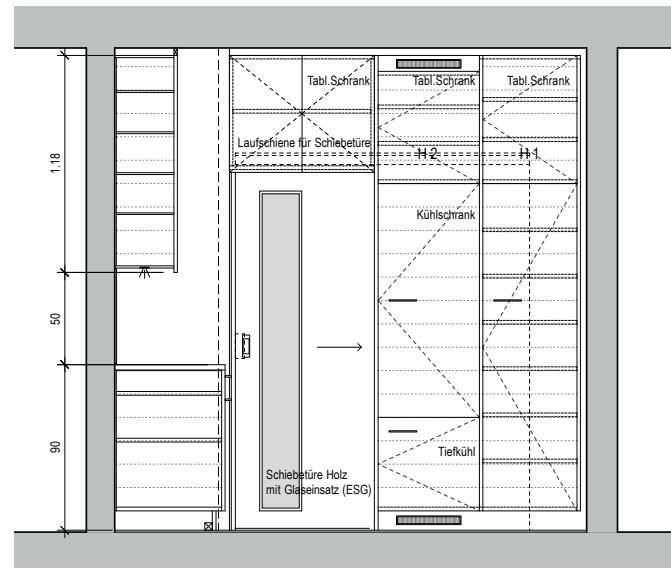 Tabl.Schrank Tabl.Schrank Tabl.Schrank
Laufschiene für Schiebetüre
H 2 H 1
1.18
Kühlschrank
50
90
Tiefkühl
Schiebetüre Holz
mit Glaseinsatz (ESG)